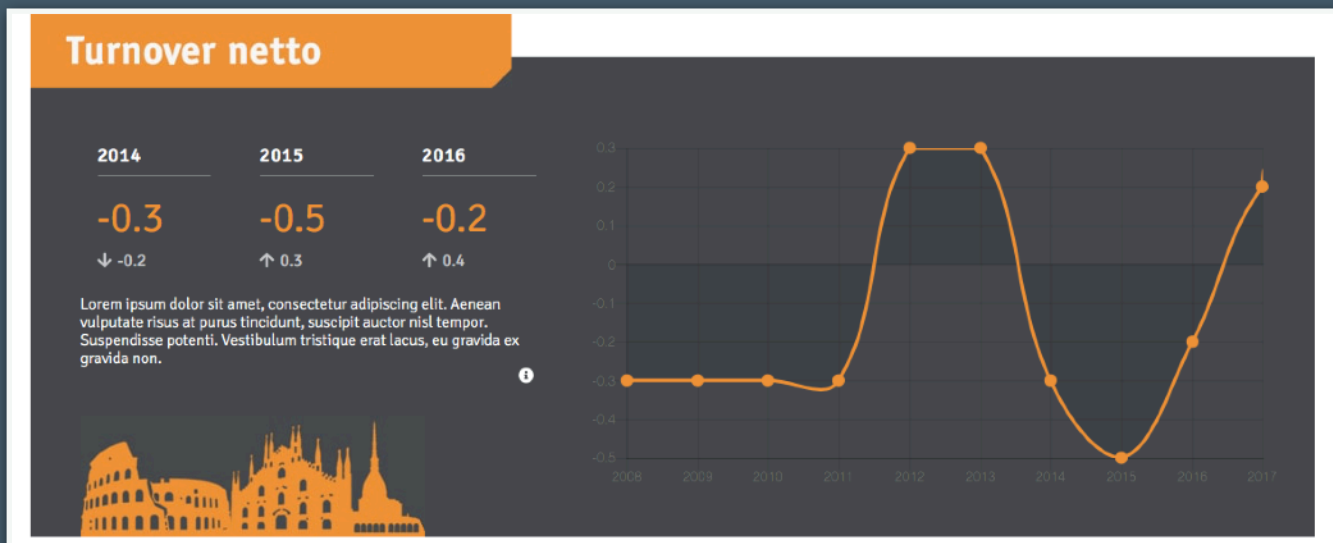 Turnover netto
2014 2015 2016
-0.3 -0.5 -0.2
↓ -0.2 ↑ 0.3 ↑ 0.4
Lorem ipsum dolor sit amet, consectetur adipiscing elit. Aenean
vulputate risus at purus tincidunt, suscipit auctor nisl tempor.
Suspendisse potenti. Vestibulum tristique erat lacus, eu gravida ex
gravida non.
0.3
0.2
0.1
0
-0.1
-0.2
-0.3
-0.4
-0.5
2008 2009 2010 2011 2012 2013 2014 2015 2016 2017